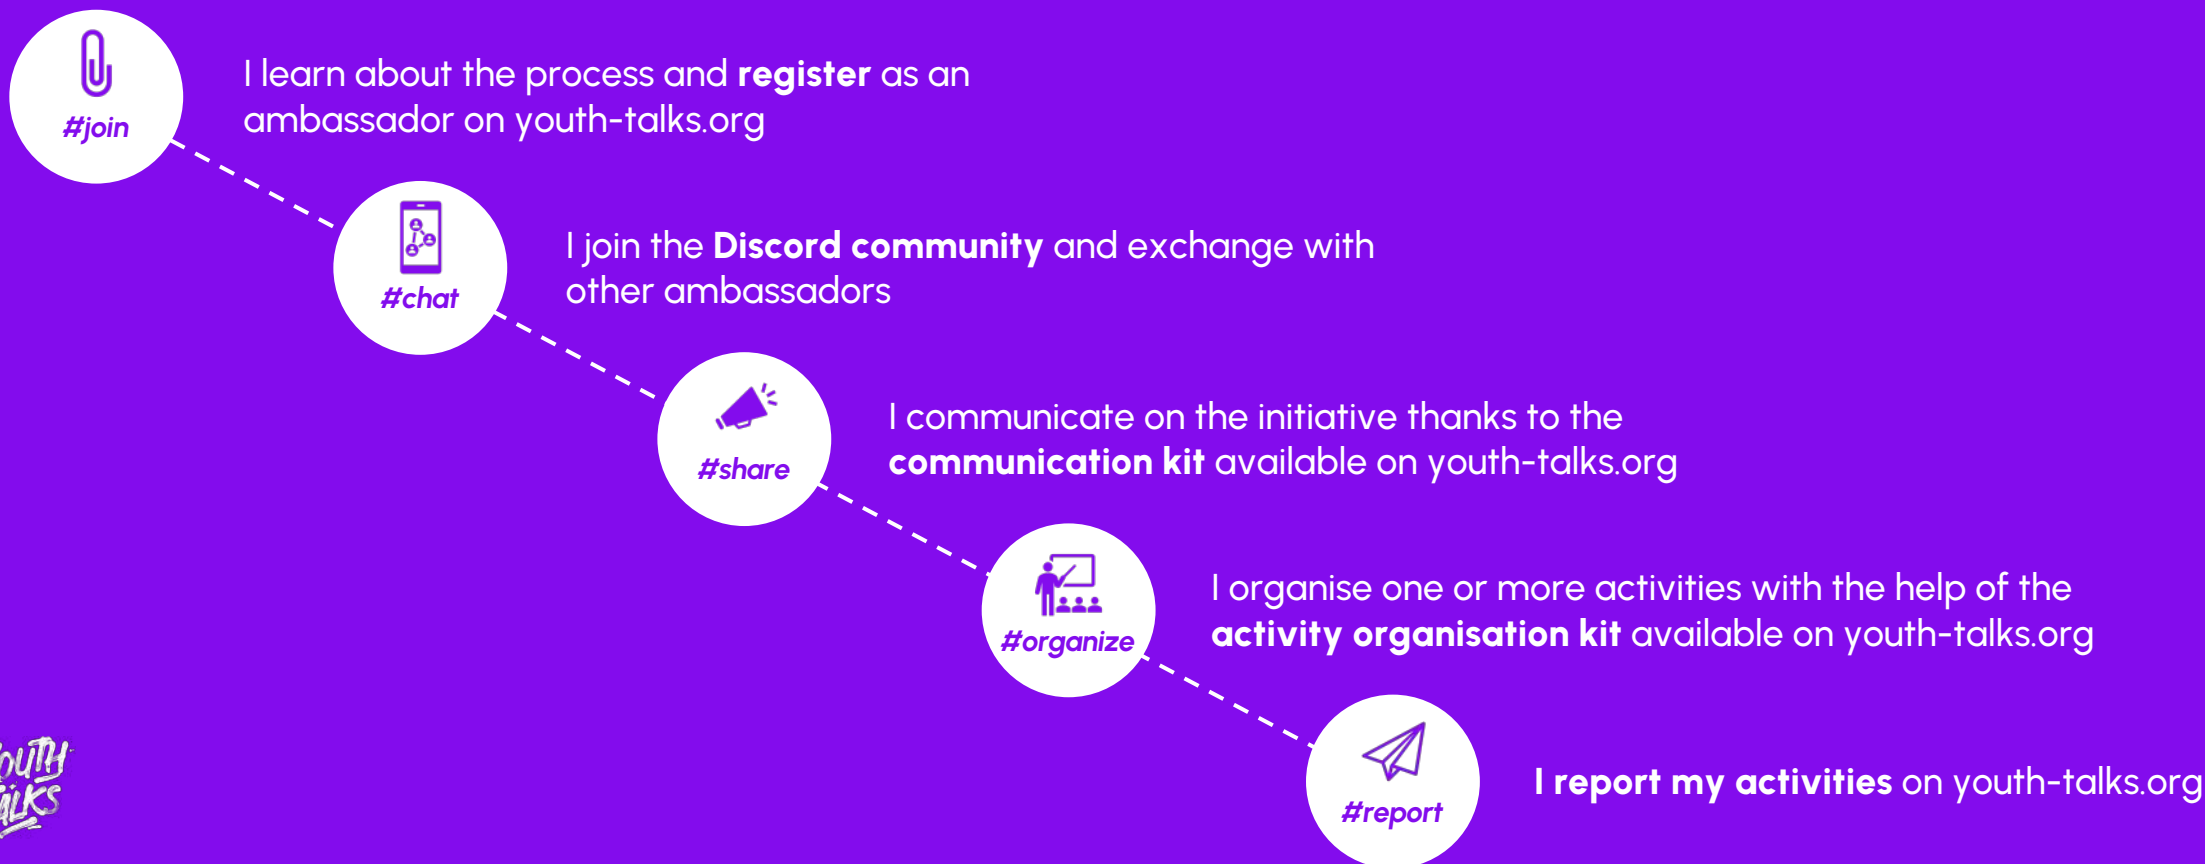 #join
I learn about the process and register as an
ambassador on youth-talks.org
#chat
I join the Discord community and exchange with
other ambassadors
#share
I communicate on the initiative thanks to the
communication kit available on youth-talks.org
#organize
I organise one or more activities with the help of the
activity organisation kit available on youth-talks.org
#report
I report my activities on youth-talks.org
YOUTH
TALKS